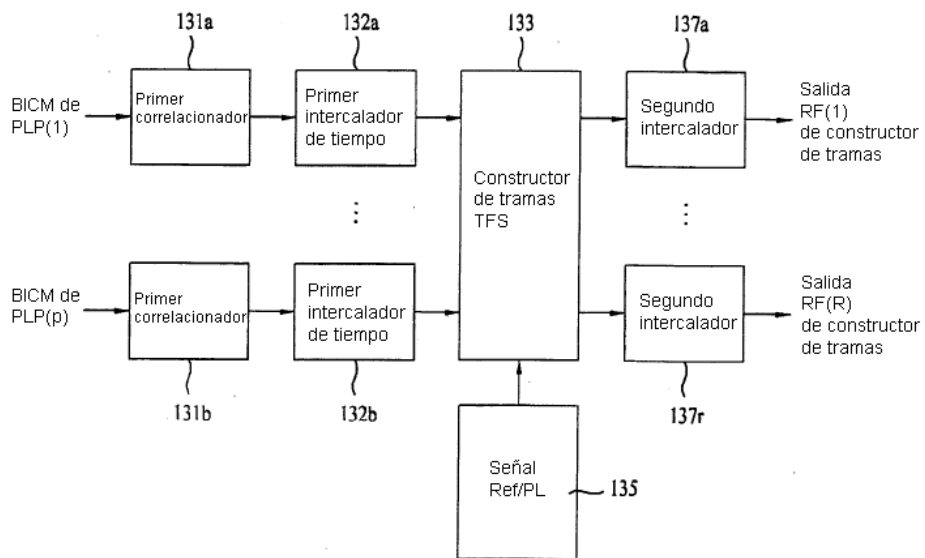 131a
132a
133
137a
BICM de
PLP(1)
Primer
correlacionador
Primer
intercalador
de tiempo
Constructor
de tramas
TFS
Segundo
intercalador
Salida
RF(1)
de constructor
de tramas
BICM de
PLP(p)
Primer
correlacionador
Primer
intercalador
de tiempo
Segundo
intercalador
Salida
RF(R)
de constructor
de tramas
131b
132b
137r
Señal
Ref/PL
135